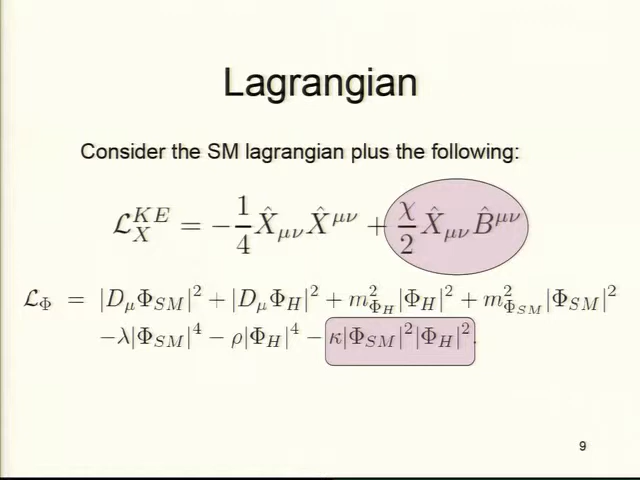 Lagrangian
Consider the SM lagrangian plus the following:
$\mathcal{L}_X^{KE} = -\frac{1}{4}\hat{X}_{\mu\nu}\hat{X}^{\mu\nu} + \frac{\chi}{2}\hat{X}_{\mu\nu}\hat{B}^{\mu\nu}$
$\mathcal{L}_\Phi = |D_\mu\Phi_{SM}|^2 + |D_\mu\Phi_H|^2 + m^2_{\Phi_H}|\Phi_H|^2 + m^2_{\Phi_{SM}}|\Phi_{SM}|^2$
$-\lambda|\Phi_{SM}|^4 - \rho|\Phi_H|^4 - \kappa|\Phi_{SM}|^2|\Phi_H|^2.$
9